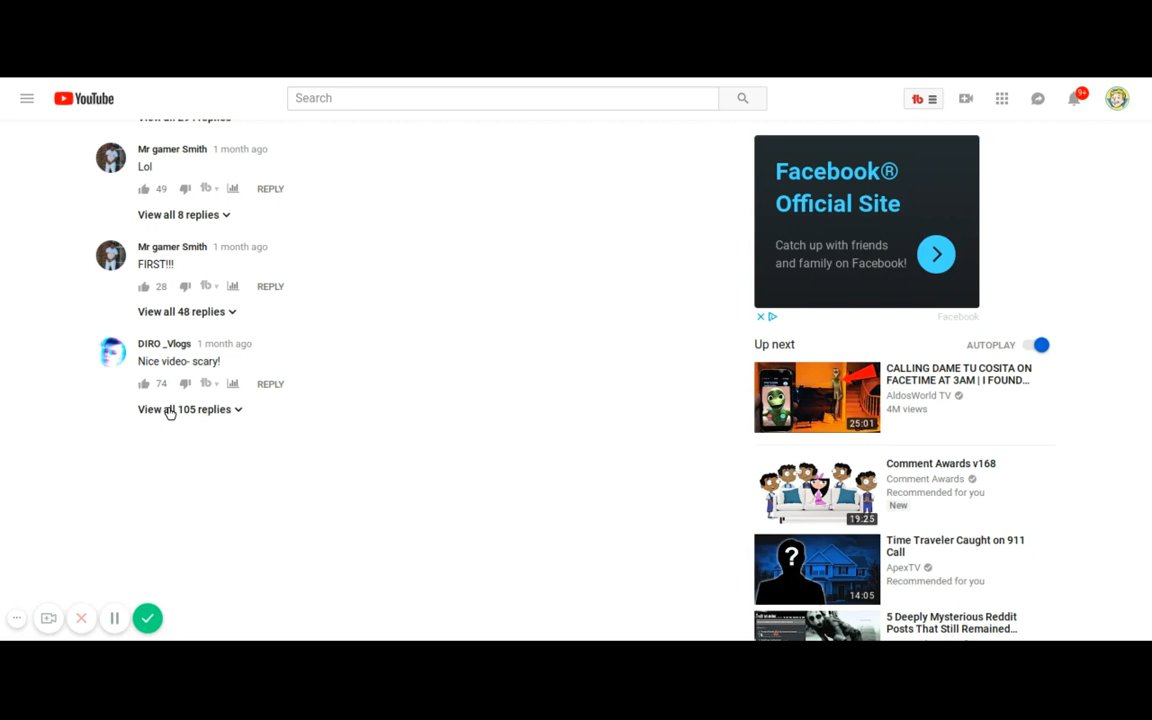 YouTube
Search
tb
9+
View all 29 replies
Mr gamer Smith 1 month ago
Lol
49 tb REPLY
View all 8 replies
Mr gamer Smith 1 month ago
FIRST!!!
28 tb REPLY
View all 48 replies
DIRO _Vlogs 1 month ago
Nice video- scary!
74 tb REPLY
View all 105 replies
Facebook®
Official Site
Catch up with friends
and family on Facebook!
Facebook
Up next AUTOPLAY
CALLING DAME TU COSITA ON
FACETIME AT 3AM | I FOUND...
AldosWorld TV
4M views
25:01
Comment Awards v168
Comment Awards
Recommended for you
New
19:25
Time Traveler Caught on 911
Call
ApexTV
Recommended for you
?
14:05
5 Deeply Mysterious Reddit
Posts That Still Remained...